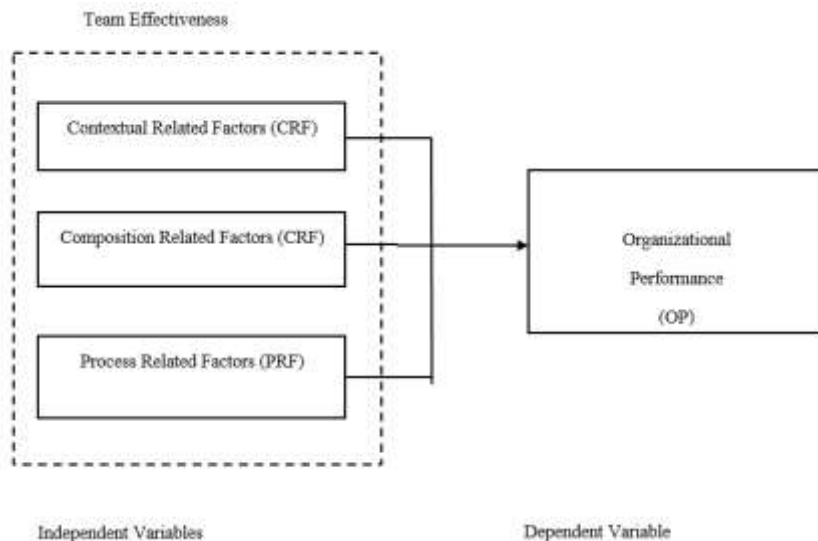 Team Effectiveness
Contextual Related Factors (CRF)
Composition Related Factors (CRF)
Process Related Factors (PRF)
Organizational
Performance
(OP)
Independent Variables
Dependent Variable